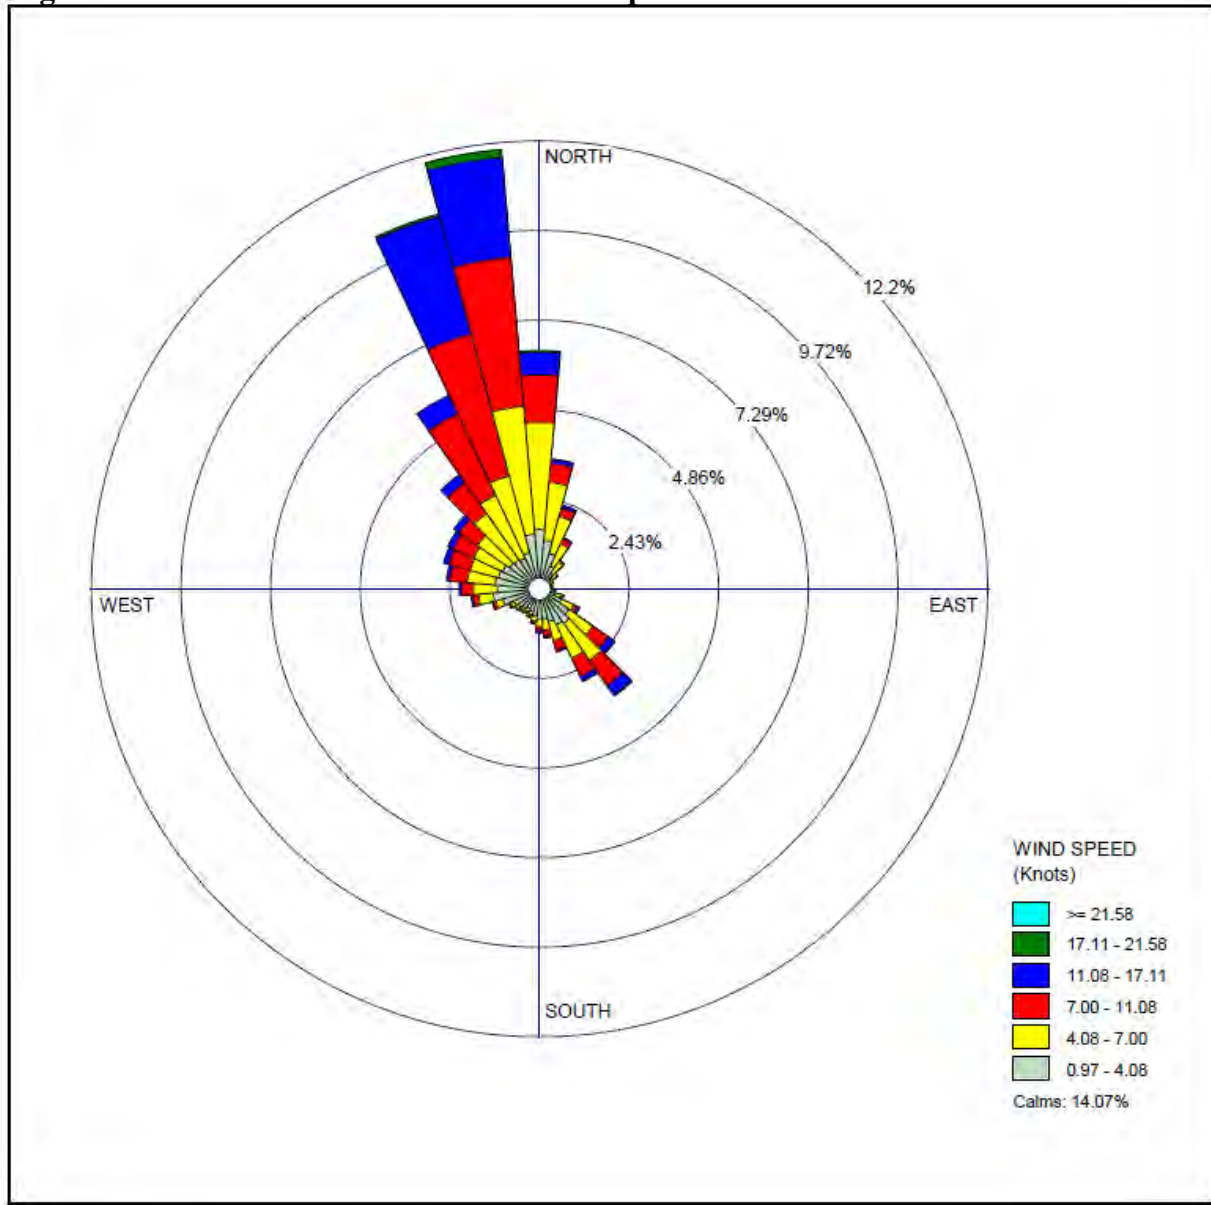 NORTH
12.2%
9.72%
7.29%
4.86%
2.43%
WEST
EAST
SOUTH
WIND SPEED
(Knots)
>= 21.58
17.11 - 21.58
11.08 - 17.11
7.00 - 11.08
4.08 - 7.00
0.97 - 4.08
Calms: 14.07%